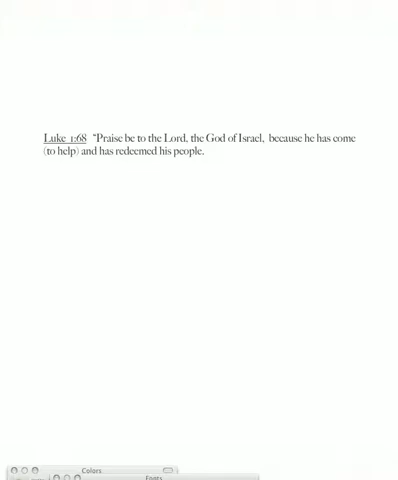 Luke 1:68 “Praise be to the Lord, the God of Israel, because he has come
(to help) and has redeemed his people.
Colors
Fonts